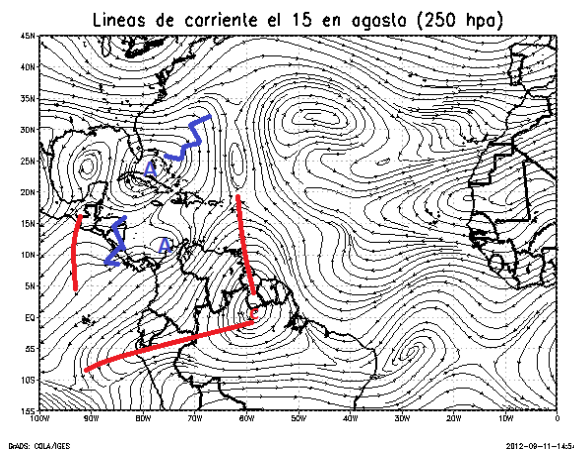 Lineas de corriente el 15 en agosto (250 hpa)
45N
40N
35N
30N
25N
20N
15N
10N
5N
EQ
5S
10S
15S
A
A
100W 90W 80W 70W 60W 50W 40W 30W 20W 10W 0
GrADS: COLA/IGES 2012-09-11-14:54